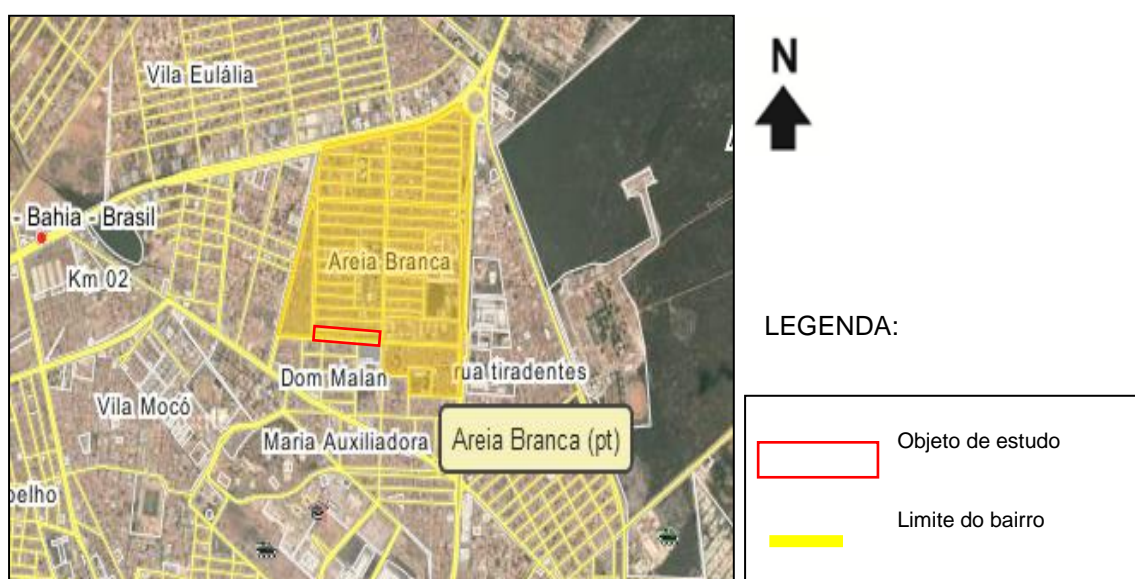 Vila Eulália
- Bahia - Brasil
Km 02
Areia Branca
Dom Malan
rua tiradentes
Vila Mocó
Maria Auxiliadora
Areia Branca (pt)
oelho
N
LEGENDA:
Objeto de estudo
Limite do bairro